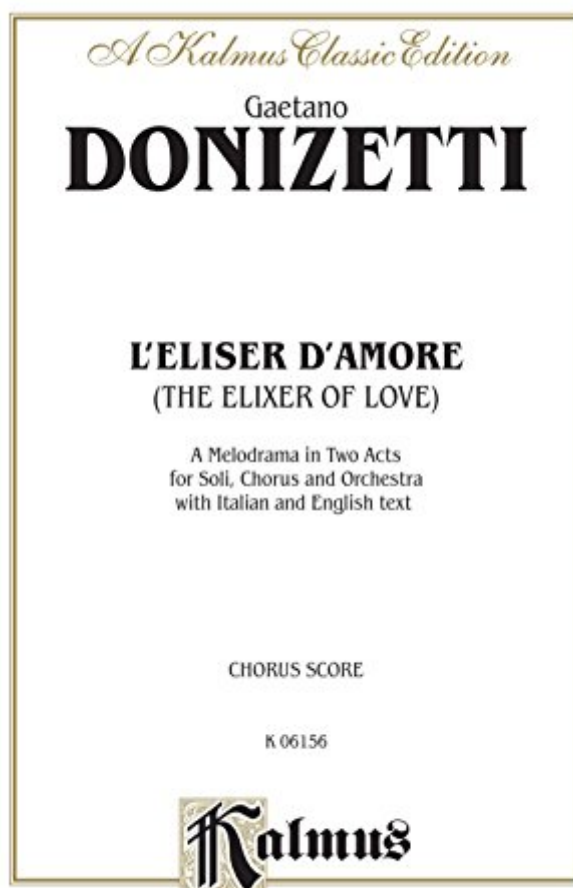 A Kalmus Classic Edition
Gaetano
DONIZETTI
L'ELISER D'AMORE
(THE ELIXER OF LOVE)
A Melodrama in Two Acts
for Soli, Chorus and Orchestra
with Italian and English text
CHORUS SCORE
K 06156
Kalmus